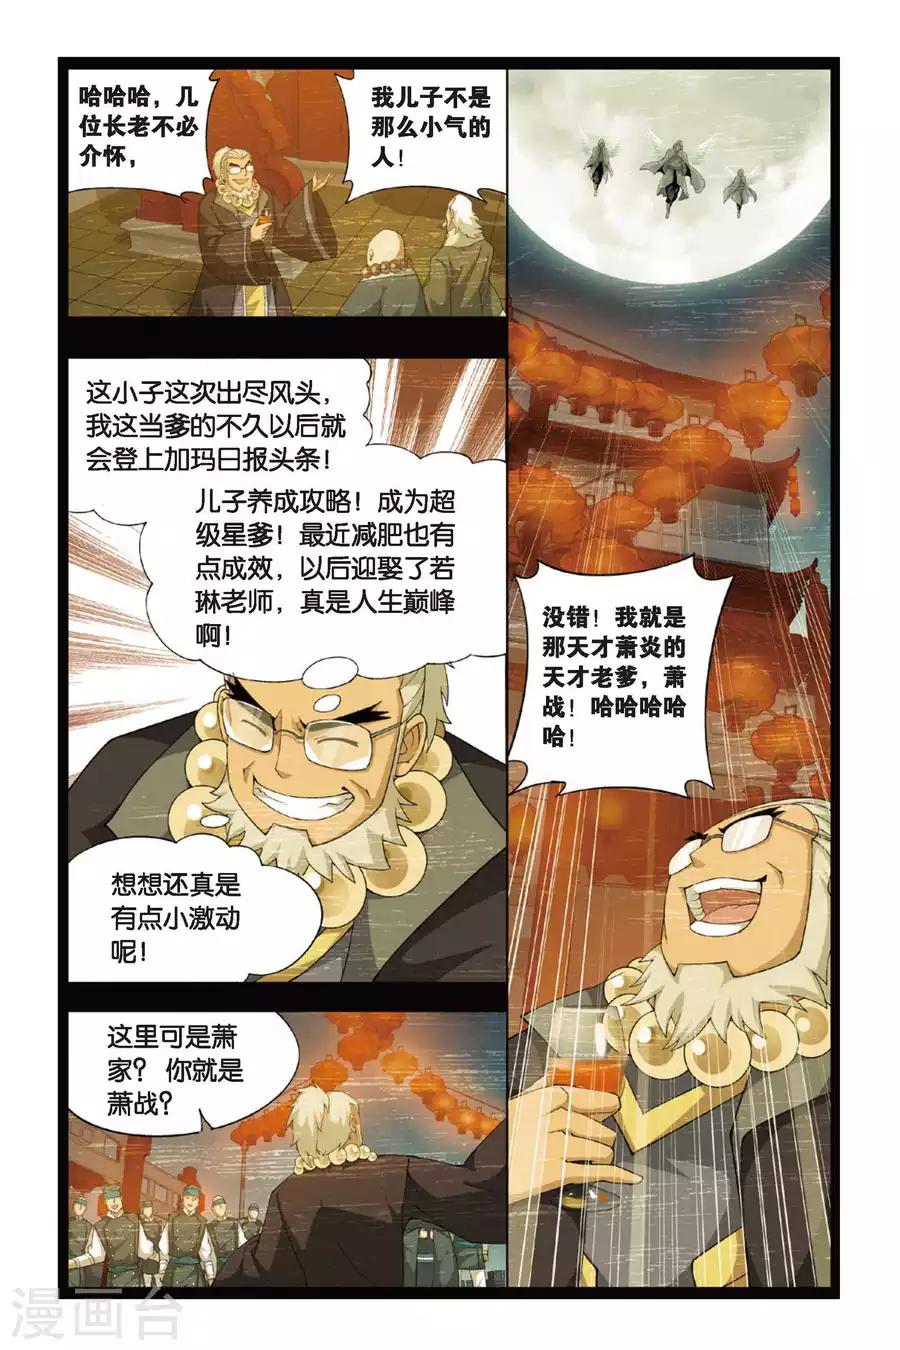 哈哈哈，几
位长老不必
介怀，
我儿子不是
那么小气的
人！
这小子这次出尽风头，
我这当爹的不久以后就
会登上加玛日报头条！
儿子养成攻略！成为超
级星爹！最近减肥也有
点成效，以后迎娶了若
琳老师，真是人生巅峰
啊！
想想还真是
有点小激动
呢！
这里可是萧
家？你就是
萧战？
没错！我就是
那天才萧炎的
天才老爹，萧
战！哈哈哈哈
哈！
漫画台